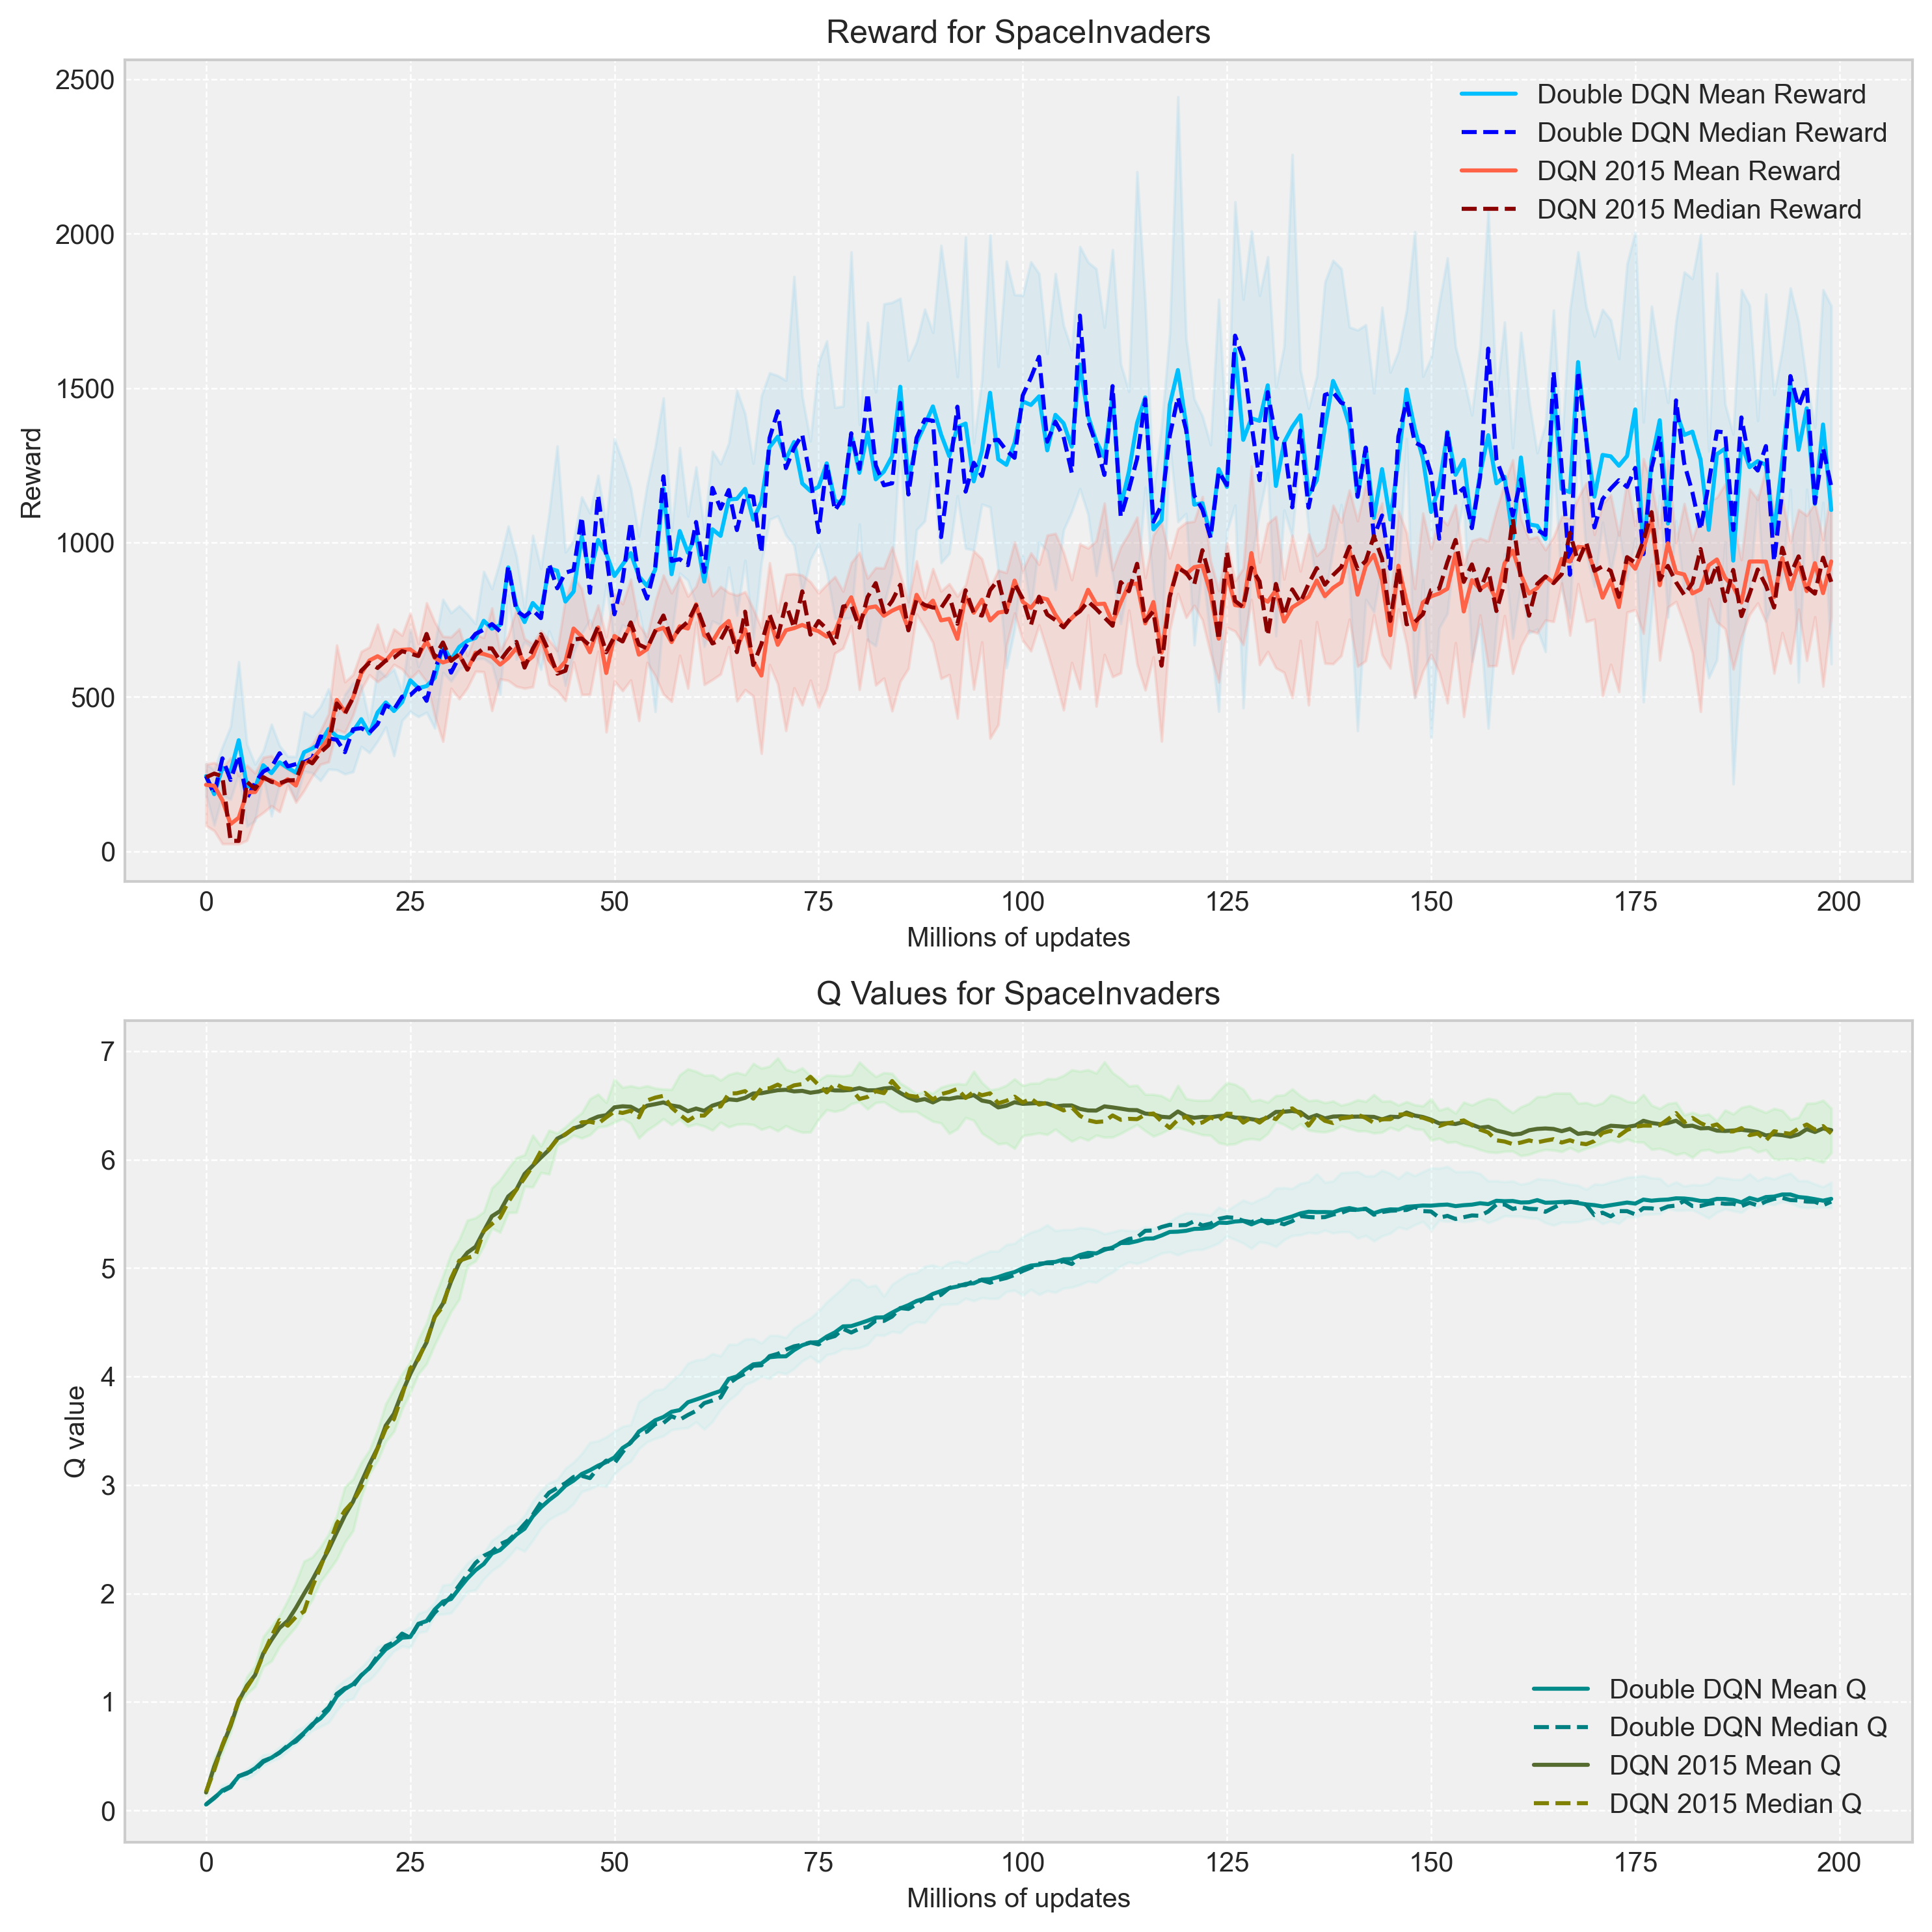 Reward for SpaceInvaders
2500
2000
1500
1000
500
0
Reward
Double DQN Mean Reward
Double DQN Median Reward
DQN 2015 Mean Reward
DQN 2015 Median Reward
0 25 50 75 100 125 150 175 200
Millions of updates
Q Values for SpaceInvaders
7
6
5
4
3
2
1
0
Q value
Double DQN Mean Q
Double DQN Median Q
DQN 2015 Mean Q
DQN 2015 Median Q
0 25 50 75 100 125 150 175 200
Millions of updates